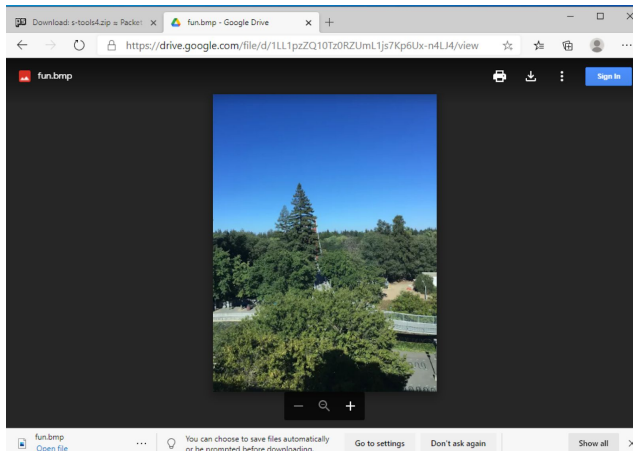 Download: s-tools4.zip ≈ Packet
fun.bmp - Google Drive
https://drive.google.com/file/d/1LL1pzZQ10Tz0RZUmL1js7Kp6Ux-n4LJ4/view
fun.bmp
Sign In
fun.bmp
Open file
You can choose to save files automatically
or be prompted before downloading.
Go to settings
Don't ask again
Show all